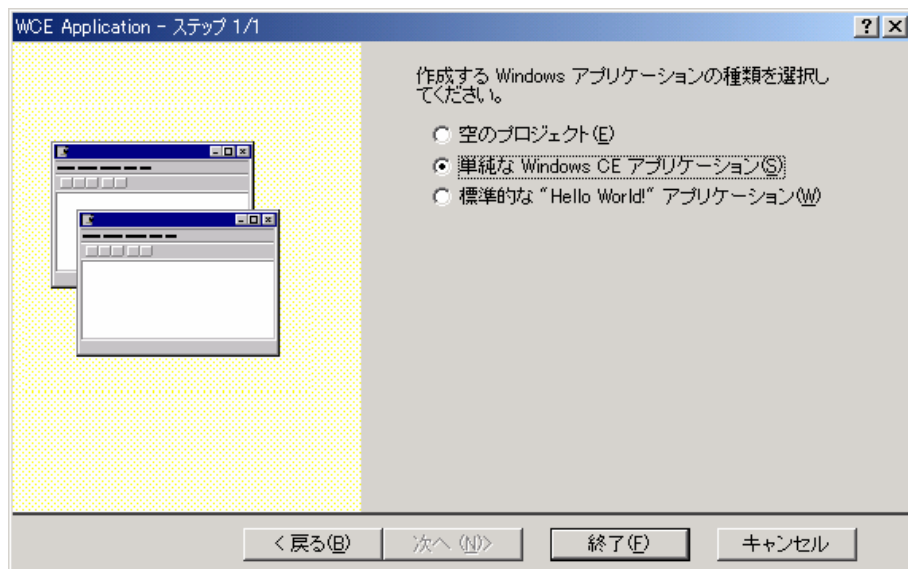 WCE Application - ステップ 1/1
作成する Windows アプリケーションの種類を選択し
てください。
空のプロジェクト(E)
単純な Windows CE アプリケーション(S)
標準的な "Hello World!" アプリケーション(W)
< 戻る(B)
次へ (N)>
終了(F)
キャンセル